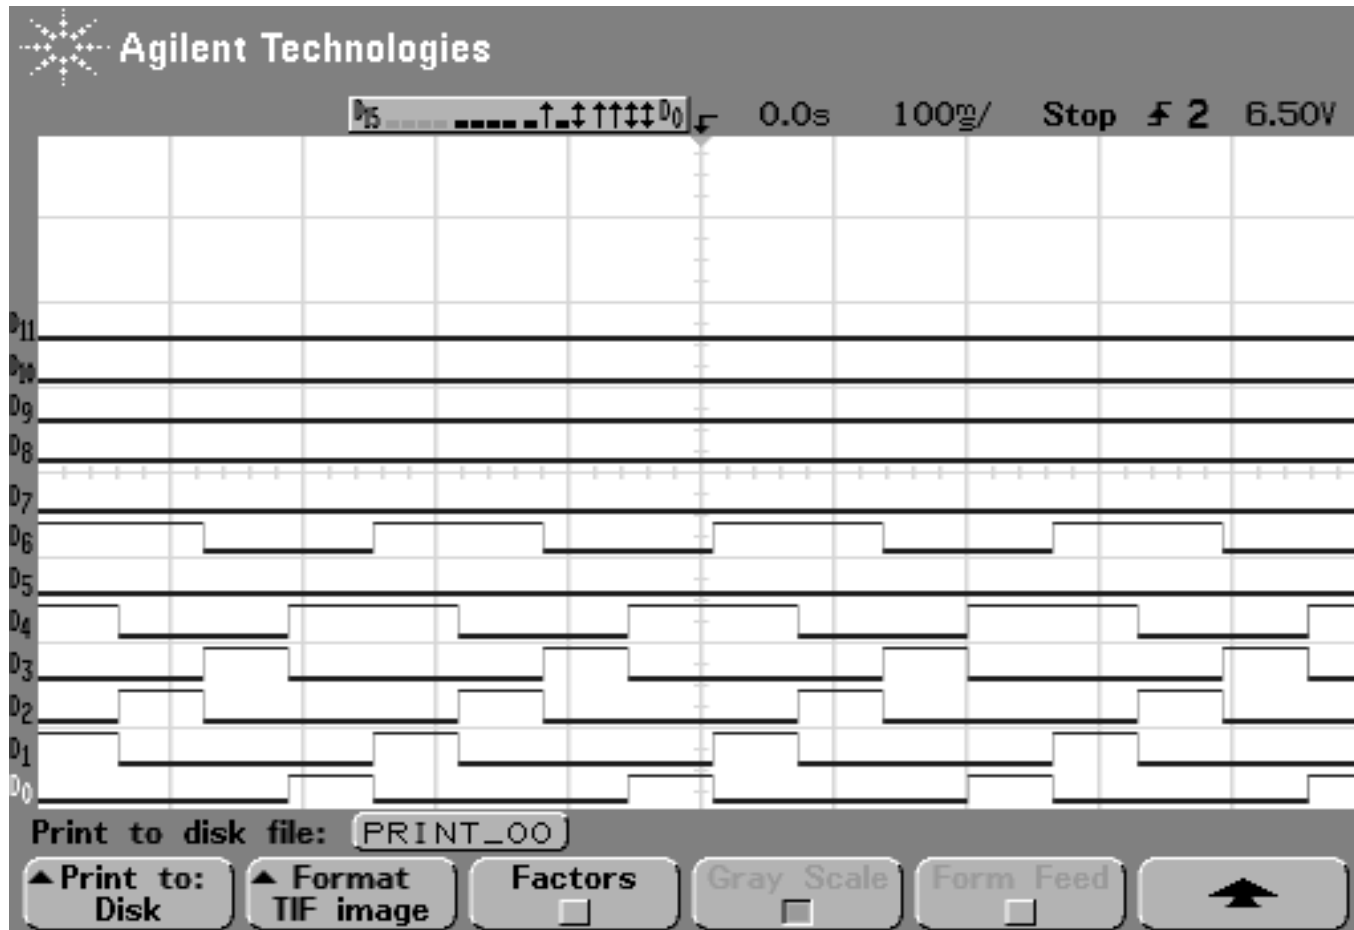 Agilent Technologies
D15 D0 0.0s 100ms/ Stop 2 6.50V
D11
D10
D9
D8
D7
D6
D5
D4
D3
D2
D1
D0
Print to disk file: PRINT_00
Print to: Disk
Format TIF image
Factors
Gray Scale
Form Feed